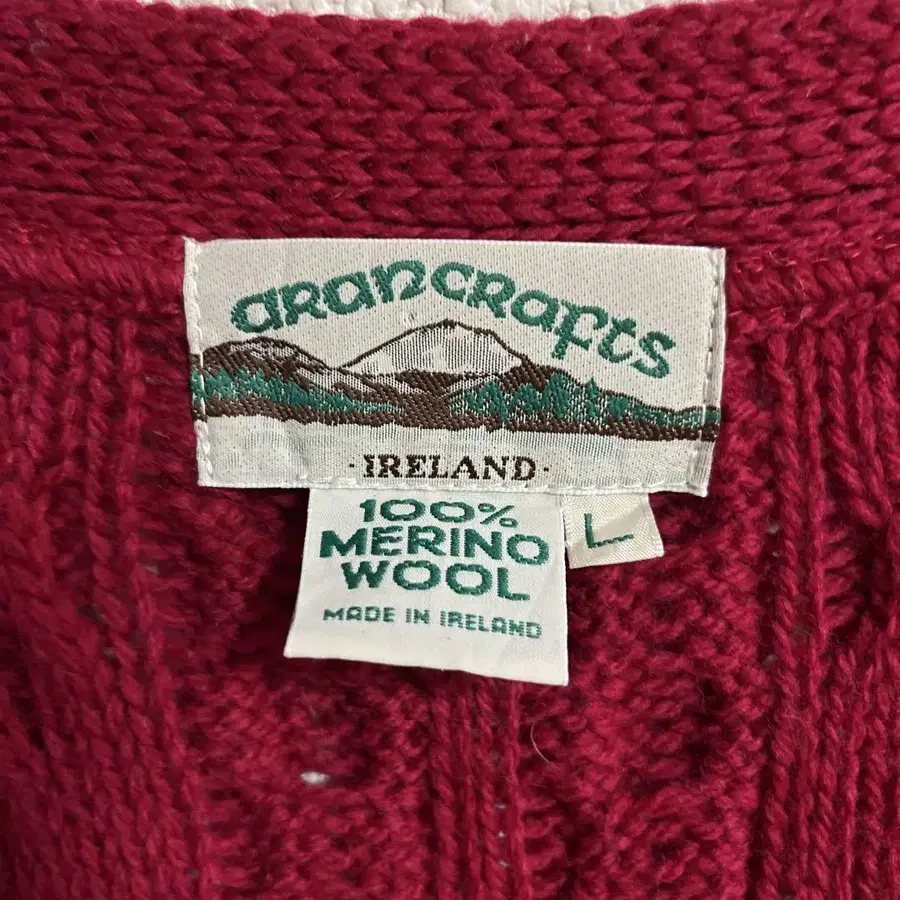 arancrafts
·IRELAND·
100%
MERINO
WOOL
MADE IN IRELAND
L